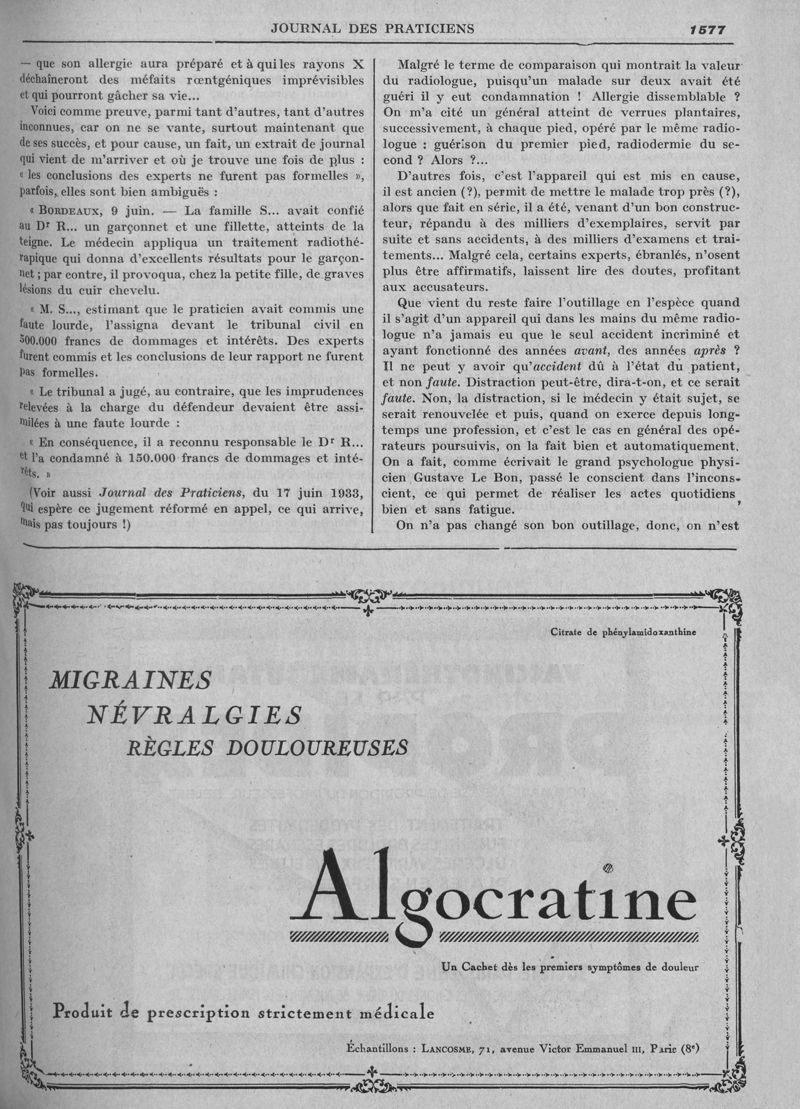 JOURNAL DES PRATICIENS 1577
— que son allergie aura préparé et à qui les rayons X
déchaîneront des méfaits rœntgéniques imprévisibles
et qui pourront gâcher sa vie...
Voici comme preuve, parmi tant d'autres, tant d'autres
inconnues, car on ne se vante, surtout maintenant que
de ses succès, et pour cause, un fait, un extrait de journal
qui vient de m'arriver et où je trouve une fois de plus :
« les conclusions des experts ne furent pas formelles »,
parfois, elles sont bien ambiguës :
« BORDEAUX, 9 juin. — La famille S... avait confié
au Dr R... un garçonnet et une fillette, atteints de la
teigne. Le médecin appliqua un traitement radiothé-
rapique qui donna d'excellents résultats pour le garçon-
net ; par contre, il provoqua, chez la petite fille, de graves
lésions du cuir chevelu.
« M. S..., estimant que le praticien avait commis une
faute lourde, l'assigna devant le tribunal civil en
500.000 francs de dommages et intérêts. Des experts
furent commis et les conclusions de leur rapport ne furent
pas formelles.
« Le tribunal a jugé, au contraire, que les imprudences
relevées à la charge du défendeur devaient être assi-
milées à une faute lourde :
« En conséquence, il a reconnu responsable le Dr R...
et l'a condamné à 150.000 francs de dommages et inté-
rêts. »
(Voir aussi Journal des Praticiens, du 17 juin 1933,
qui espère ce jugement réformé en appel, ce qui arrive,
mais pas toujours !)
Malgré le terme de comparaison qui montrait la valeur
du radiologue, puisqu'un malade sur deux avait été
guéri il y eut condamnation ! Allergie dissemblable ?
On m'a cité un général atteint de verrues plantaires,
successivement, à chaque pied, opéré par le même radio-
logue : guérison du premier pied, radiodermie du se-
cond ? Alors ?...
D'autres fois, c'est l'appareil qui est mis en cause,
il est ancien (?), permit de mettre le malade trop près (?),
alors que fait en série, il a été, venant d'un bon construc-
teur, répandu à des milliers d'exemplaires, servit par
suite et sans accidents, à des milliers d'examens et trai-
tements... Malgré cela, certains experts, ébranlés, n'osent
plus être affirmatifs, laissent lire des doutes, profitant
aux accusateurs.
Que vient du reste faire l'outillage en l'espèce quand
il s'agit d'un appareil qui dans les mains du même radio-
logue n'a jamais eu que le seul accident incriminé et
ayant fonctionné des années avant, des années après ?
Il ne peut y avoir qu'accident dû à l'état du patient,
et non faute. Distraction peut-être, dira-t-on, et ce serait
faute. Non, la distraction, si le médecin y était sujet, se
serait renouvelée et puis, quand on exerce depuis long-
temps une profession, et c'est le cas en général des opé-
rateurs poursuivis, on la fait bien et automatiquement.
On a fait, comme écrivait le grand psychologue physi-
cien Gustave Le Bon, passé le conscient dans l'incons-
cient, ce qui permet de réaliser les actes quotidiens
bien et sans fatigue.
On n'a pas changé son bon outillage, donc, on n'est
Citrate de phénylamidoxanthine
MIGRAINES
NÉVRALGIES
RÈGLES DOULOUREUSES
Algocratine
Un Cachet dès les premiers symptômes de douleur
Produit de prescription strictement médicale
Échantillons : LANCOSME, 71, avenue Victor Emmanuel III, Paris (8e)